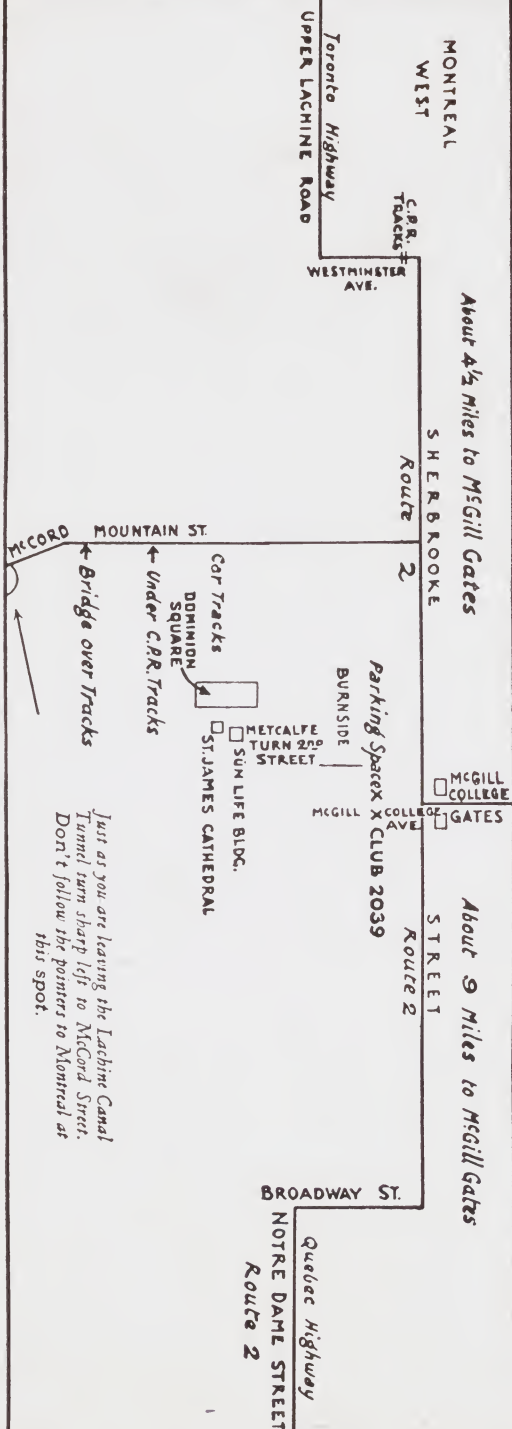 MONTREAL
WEST
Toronto Highway
UPPER LACHINE ROAD
C.P.R.
TRACKS
WESTMINSTER
AVE.
About 4½ Miles to McGill Gates
SHERBROOKE
Route 2
McCORD
MOUNTAIN ST.
Bridge over Tracks
Under C.P.R. Tracks
Car Tracks
DOMINION
SQUARE
METCALFE
TURN 2ND
STREET
SUN LIFE BLDG.
ST. JAMES CATHEDRAL
BURNSIDE
Parking Space X
X CLUB 2039
McGILL COLLEGE
AVE
McGILL
COLLEGE
GATES
STREET
Route 2
About 9 Miles to McGill Gates
Just as you are leaving the Lachine Canal
Tunnel turn sharp left to McCord Street.
Don't follow the pointers to Montreal at
this spot.
BROADWAY ST.
Quebec Highway
NOTRE DAME STREET
Route 2